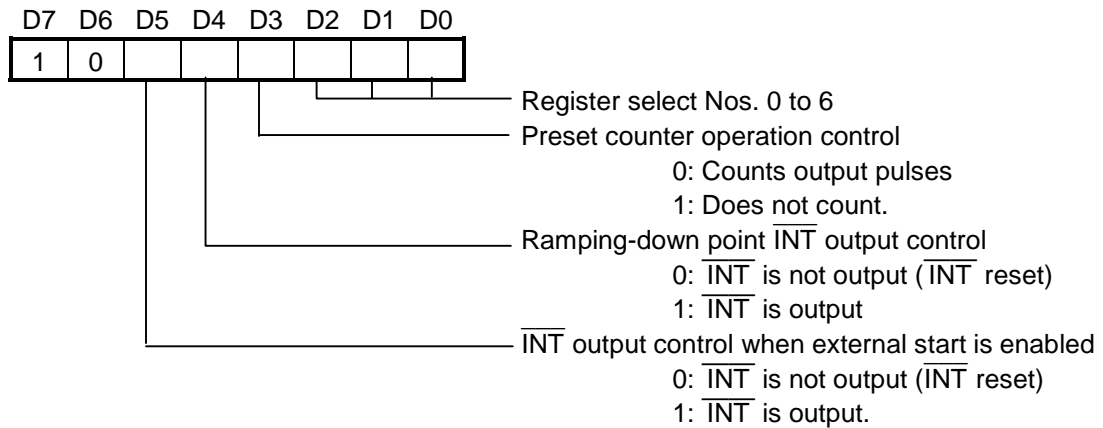 D7 D6 D5 D4 D3 D2 D1 D0
1 0
Register select Nos. 0 to 6
Preset counter operation control
0: Counts output pulses
1: Does not count.
Ramping-down point INT output control
0: INT is not output (INT reset)
1: INT is output
INT output control when external start is enabled
0: INT is not output (INT reset)
1: INT is output.